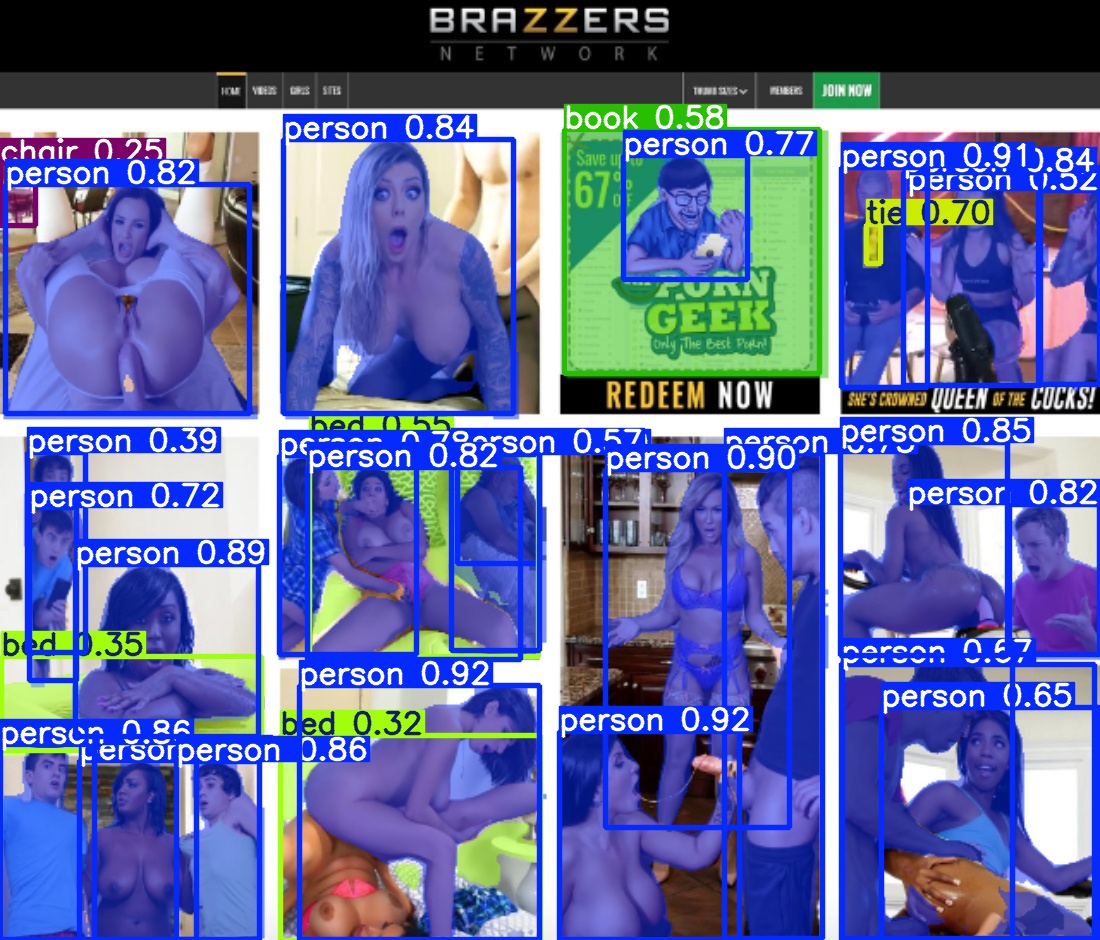 BRAZZERS
NETWORK
HOME VIDEOS GIRLS SITES THUMB SIZES MEMBERS JOIN NOW
book 0.58
person 0.84
chair 0.25
person 0.77
person 0.82
person 0.91
0.84
person 0.52
Save up to
67%
tie 0.70
PORN
GEEK
Only The Best Porn!
REDEEM NOW
SHE'S CROWNED QUEEN OF THE COCKS!
bed 0.55
person 0.39
person 0.78
person 0.57
person
person 0.85
person 0.82
person 0.90
person 0.72
person 0.82
person 0.89
bed 0.35
person 0.67
person 0.92
person 0.65
person 0.86
bed 0.32
person 0.92
person
person 0.86